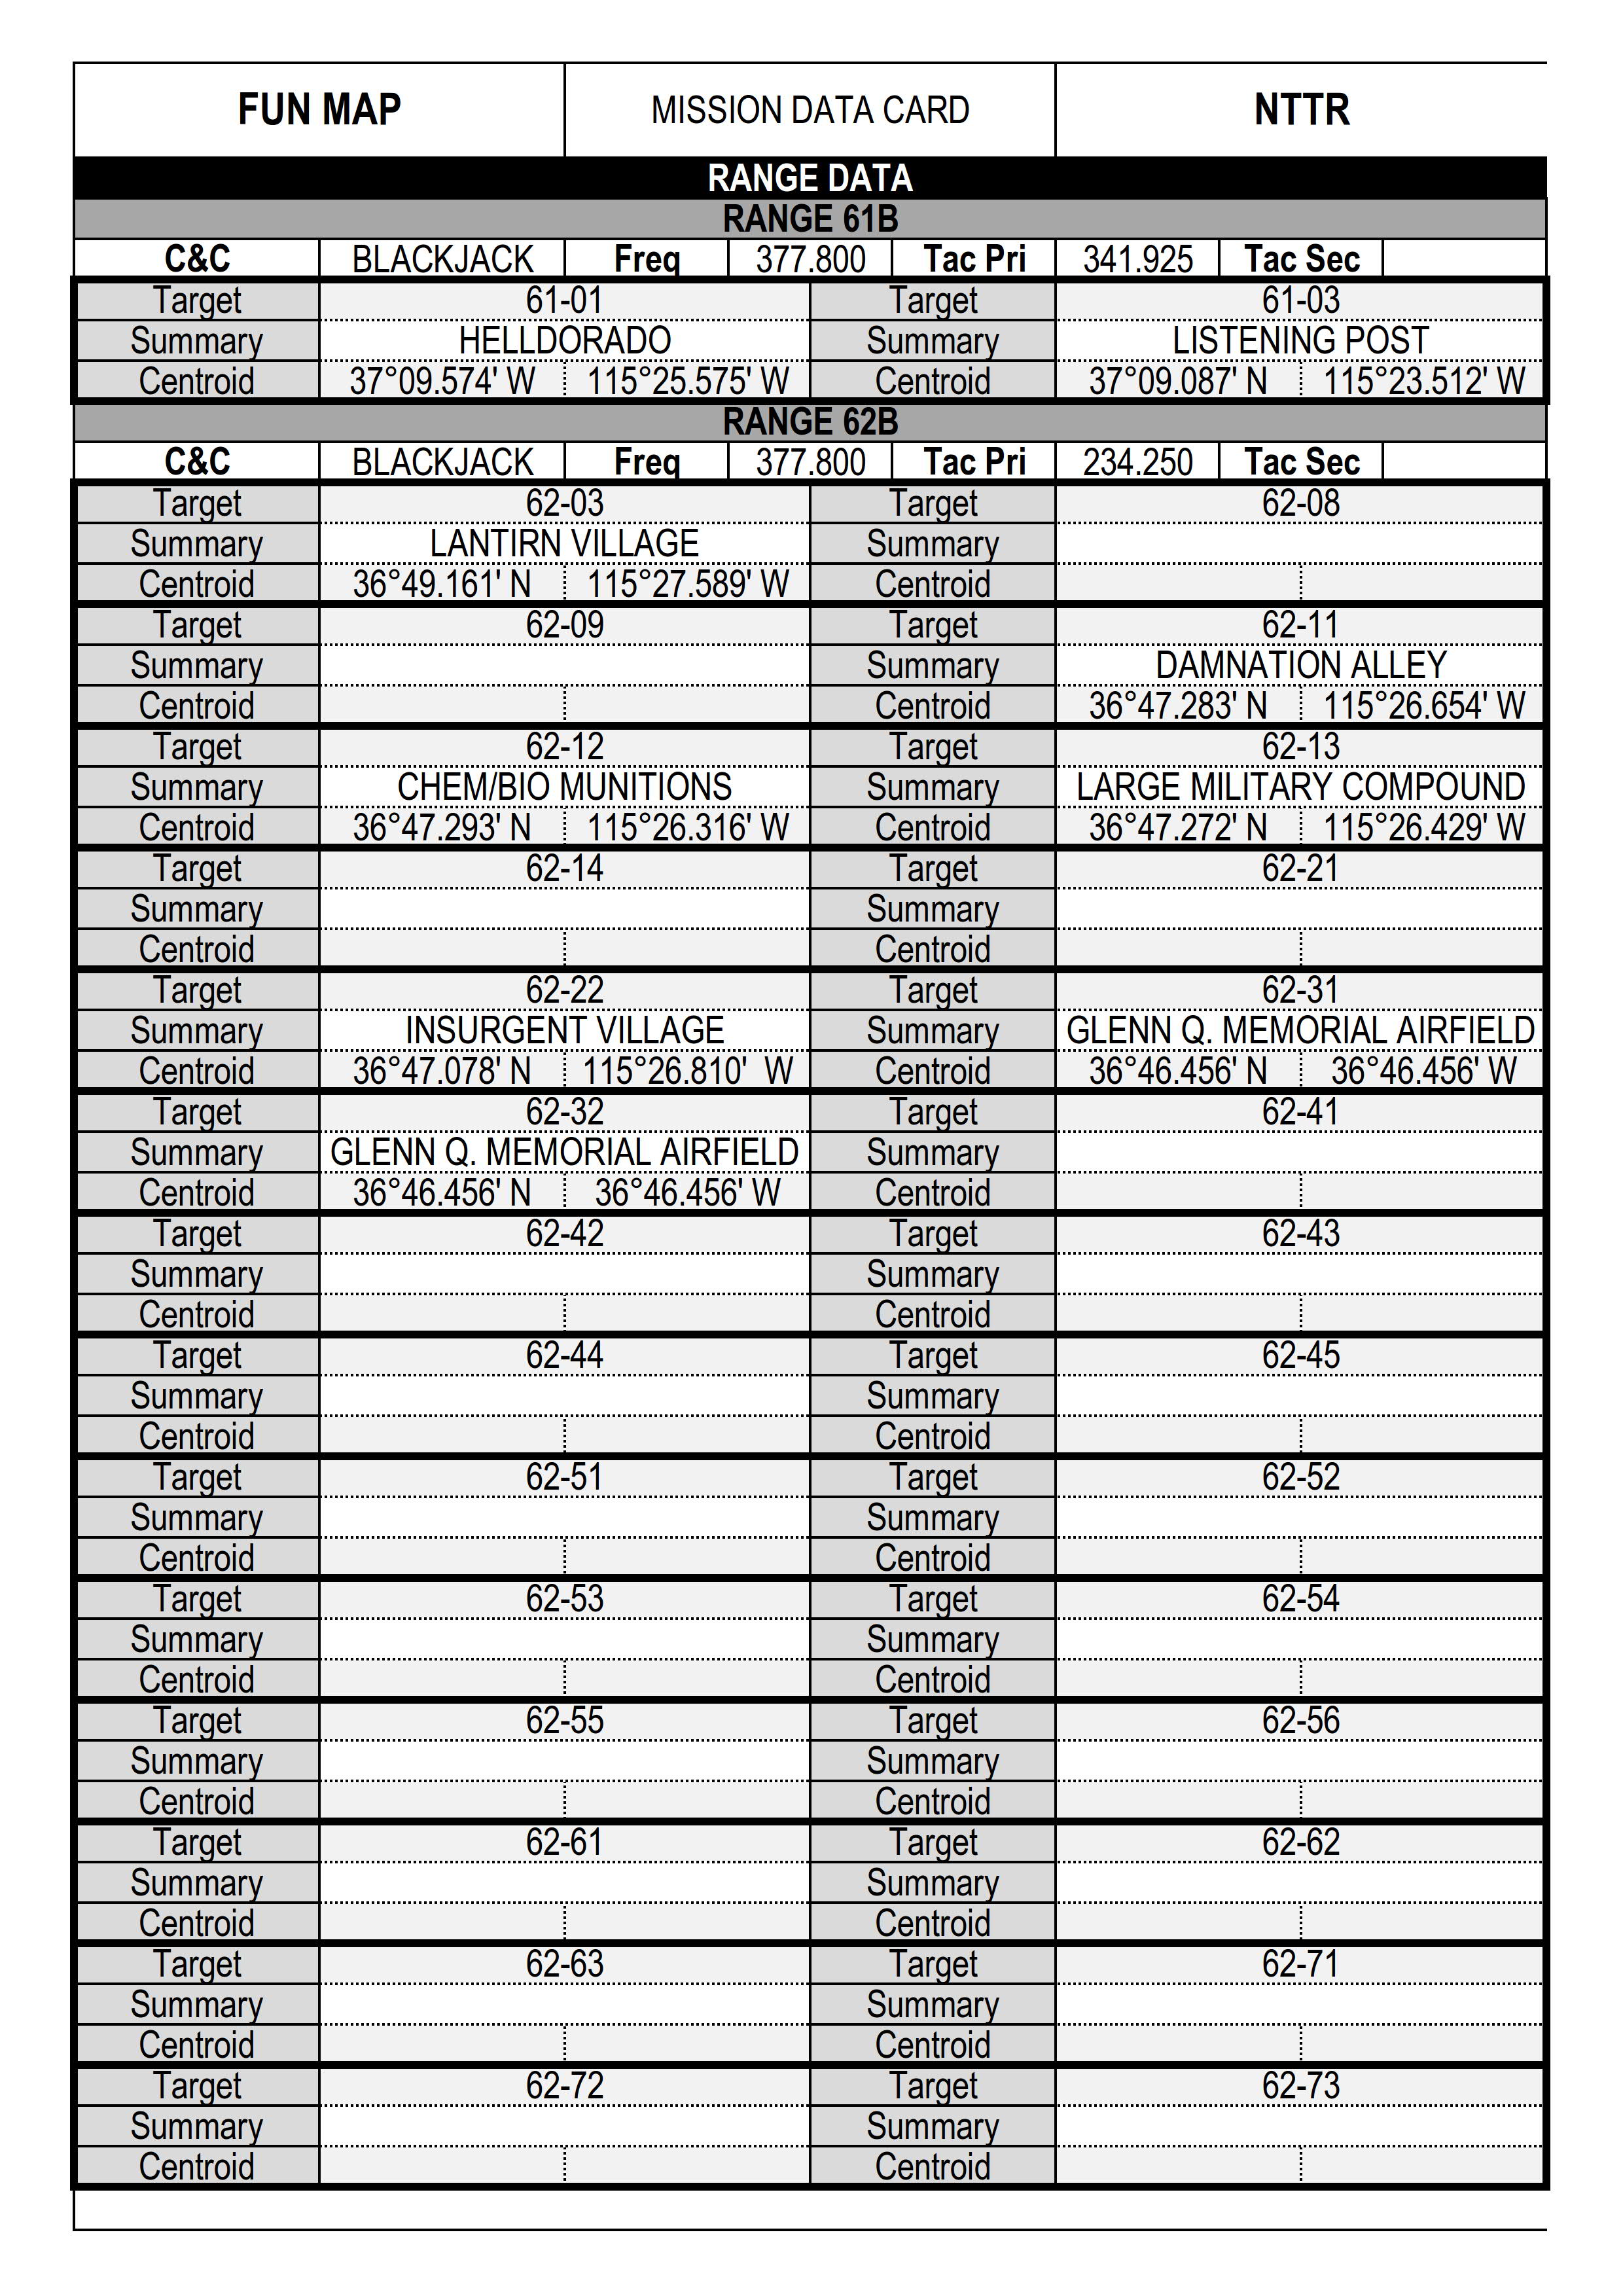 FUN MAP MISSION DATA CARD NTTR
RANGE DATA
RANGE 61B
C&C BLACKJACK Freq 377.800 Tac Pri 341.925 Tac Sec
Target 61-01 Target 61-03
Summary HELLDORADO Summary LISTENING POST
Centroid 37°09.574' W 115°25.575' W Centroid 37°09.087' N 115°23.512' W
RANGE 62B
C&C BLACKJACK Freq 377.800 Tac Pri 234.250 Tac Sec
Target 62-03 Target 62-08
Summary LANTIRN VILLAGE Summary
Centroid 36°49.161' N 115°27.589' W Centroid
Target 62-09 Target 62-11
Summary Summary DAMNATION ALLEY
Centroid Centroid 36°47.283' N 115°26.654' W
Target 62-12 Target 62-13
Summary CHEM/BIO MUNITIONS Summary LARGE MILITARY COMPOUND
Centroid 36°47.293' N 115°26.316' W Centroid 36°47.272' N 115°26.429' W
Target 62-14 Target 62-21
Summary Summary
Centroid Centroid
Target 62-22 Target 62-31
Summary INSURGENT VILLAGE Summary GLENN Q. MEMORIAL AIRFIELD
Centroid 36°47.078' N 115°26.810' W Centroid 36°46.456' N 36°46.456' W
Target 62-32 Target 62-41
Summary GLENN Q. MEMORIAL AIRFIELD Summary
Centroid 36°46.456' N 36°46.456' W Centroid
Target 62-42 Target 62-43
Summary Summary
Centroid Centroid
Target 62-44 Target 62-45
Summary Summary
Centroid Centroid
Target 62-51 Target 62-52
Summary Summary
Centroid Centroid
Target 62-53 Target 62-54
Summary Summary
Centroid Centroid
Target 62-55 Target 62-56
Summary Summary
Centroid Centroid
Target 62-61 Target 62-62
Summary Summary
Centroid Centroid
Target 62-63 Target 62-71
Summary Summary
Centroid Centroid
Target 62-72 Target 62-73
Summary Summary
Centroid Centroid